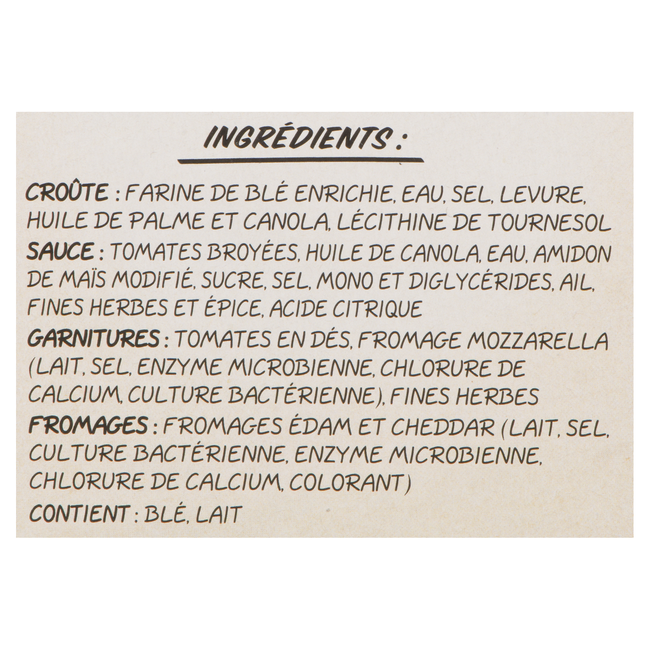 INGRÉDIENTS :
CROÛTE : FARINE DE BLÉ ENRICHIE, EAU, SEL, LEVURE,
HUILE DE PALME ET CANOLA, LÉCITHINE DE TOURNESOL
SAUCE : TOMATES BROYÉES, HUILE DE CANOLA, EAU, AMIDON
DE MAÏS MODIFIÉ, SUCRE, SEL, MONO ET DIGLYCÉRIDES, AIL,
FINES HERBES ET ÉPICE, ACIDE CITRIQUE
GARNITURES : TOMATES EN DÉS, FROMAGE MOZZARELLA
(LAIT, SEL, ENZYME MICROBIENNE, CHLORURE DE
CALCIUM, CULTURE BACTÉRIENNE), FINES HERBES
FROMAGES : FROMAGES ÉDAM ET CHEDDAR (LAIT, SEL,
CULTURE BACTÉRIENNE, ENZYME MICROBIENNE,
CHLORURE DE CALCIUM, COLORANT)
CONTIENT : BLÉ, LAIT